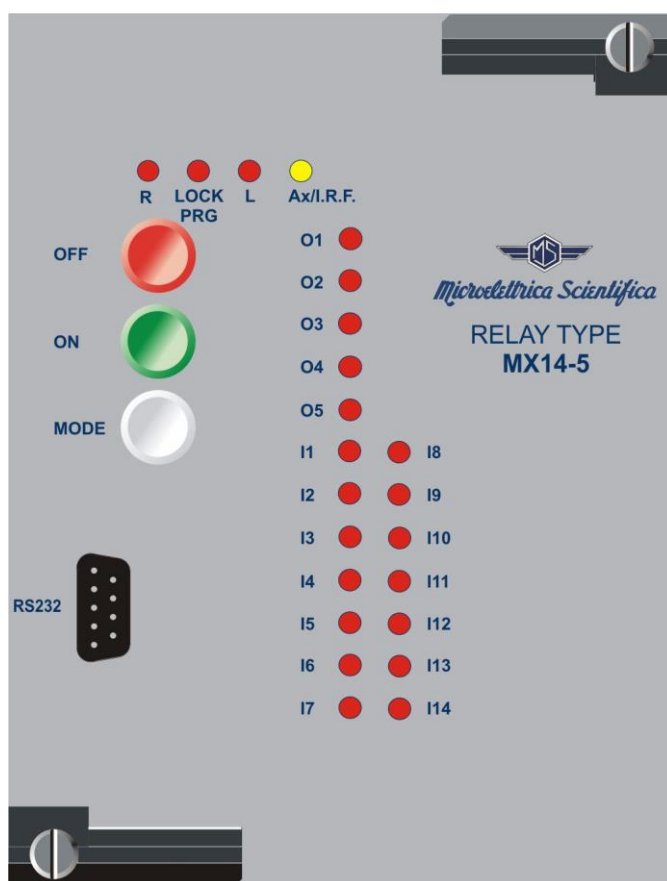 R LOCK PRG L Ax/I.R.F.
OFF
ON
MODE
RS232
O1
O2
O3
O4
O5
I1 I8
I2 I9
I3 I10
I4 I11
I5 I12
I6 I13
I7 I14
MS
Microelettrica Scientifica
RELAY TYPE
MX14-5